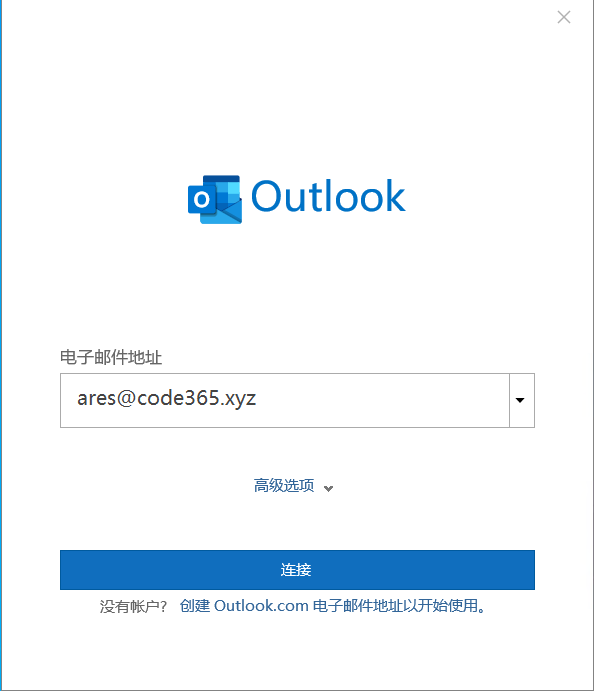 Outlook
电子邮件地址
ares@code365.xyz
高级选项
连接
没有帐户? 创建 Outlook.com 电子邮件地址以开始使用。